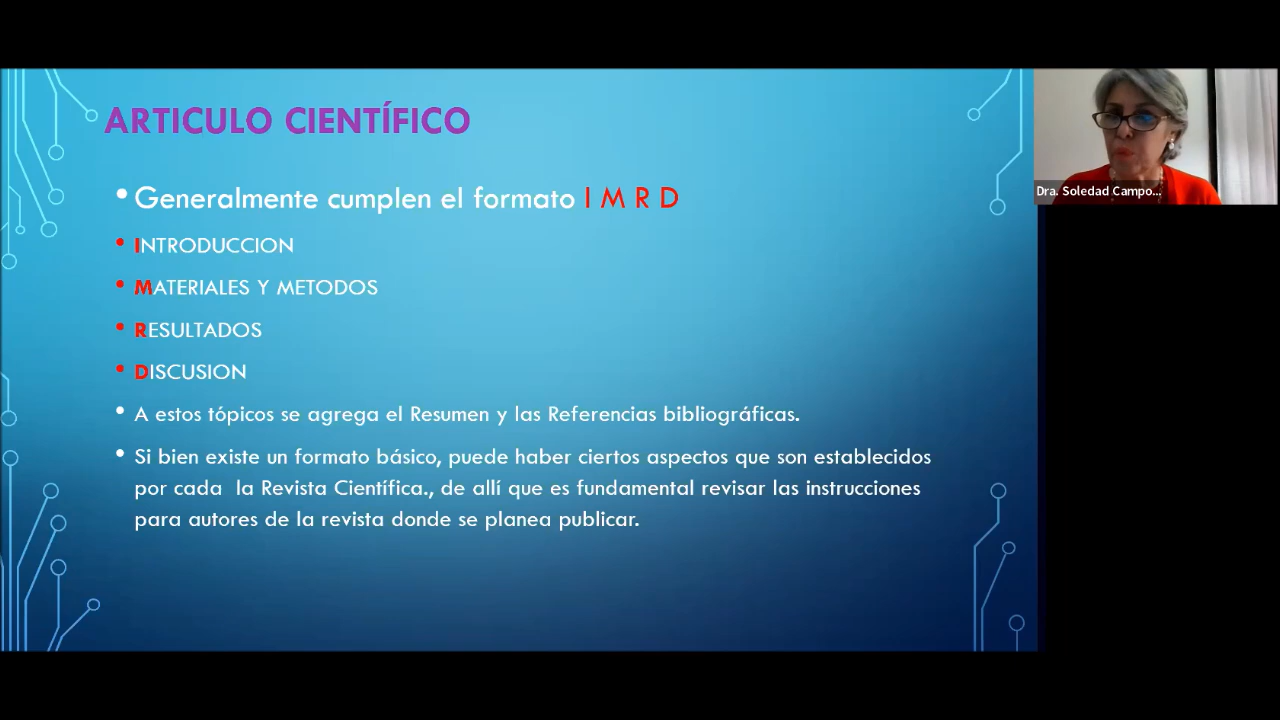 ARTICULO CIENTÍFICO
• Generalmente cumplen el formato I M R D
• INTRODUCCION
• MATERIALES Y METODOS
• RESULTADOS
• DISCUSION
• A estos tópicos se agrega el Resumen y las Referencias bibliográficas.
• Si bien existe un formato básico, puede haber ciertos aspectos que son establecidos
por cada  la Revista Científica., de allí que es fundamental revisar las instrucciones
para autores de la revista donde se planea publicar.
Dra. Soledad Campo...